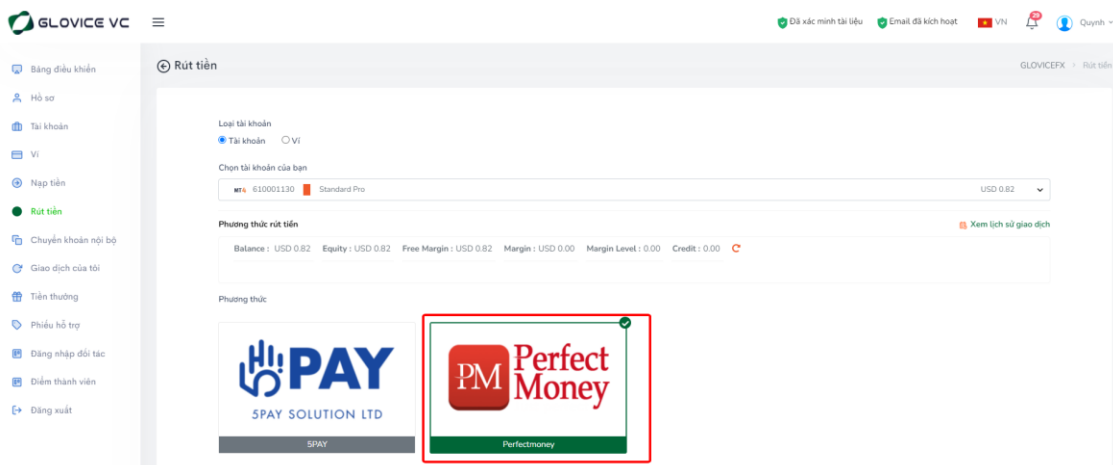 GLOVICE VC
Đã xác minh tài liệu
Email đã kích hoạt
VN
29
Quynh
Bảng điều khiển
Hồ sơ
Tài khoản
Ví
Nạp tiền
Rút tiền
Chuyển khoản nội bộ
Giao dịch của tôi
Tiền thưởng
Phiếu hỗ trợ
Đăng nhập đối tác
Điểm thành viên
Đăng xuất
Rút tiền
GLOVICEFX > Rút tiền
Loại tài khoản
Tài khoản Ví
Chọn tài khoản của bạn
MT4 610001130 Standard Pro USD 0.82
Phương thức rút tiền
Xem lịch sử giao dịch
Balance : USD 0.82 Equity : USD 0.82 Free Margin : USD 0.82 Margin : USD 0.00 Margin Level : 0.00 Credit : 0.00
Phương thức
5PAY
5PAY SOLUTION LTD
5PAY
PM Perfect
Money
Perfectmoney